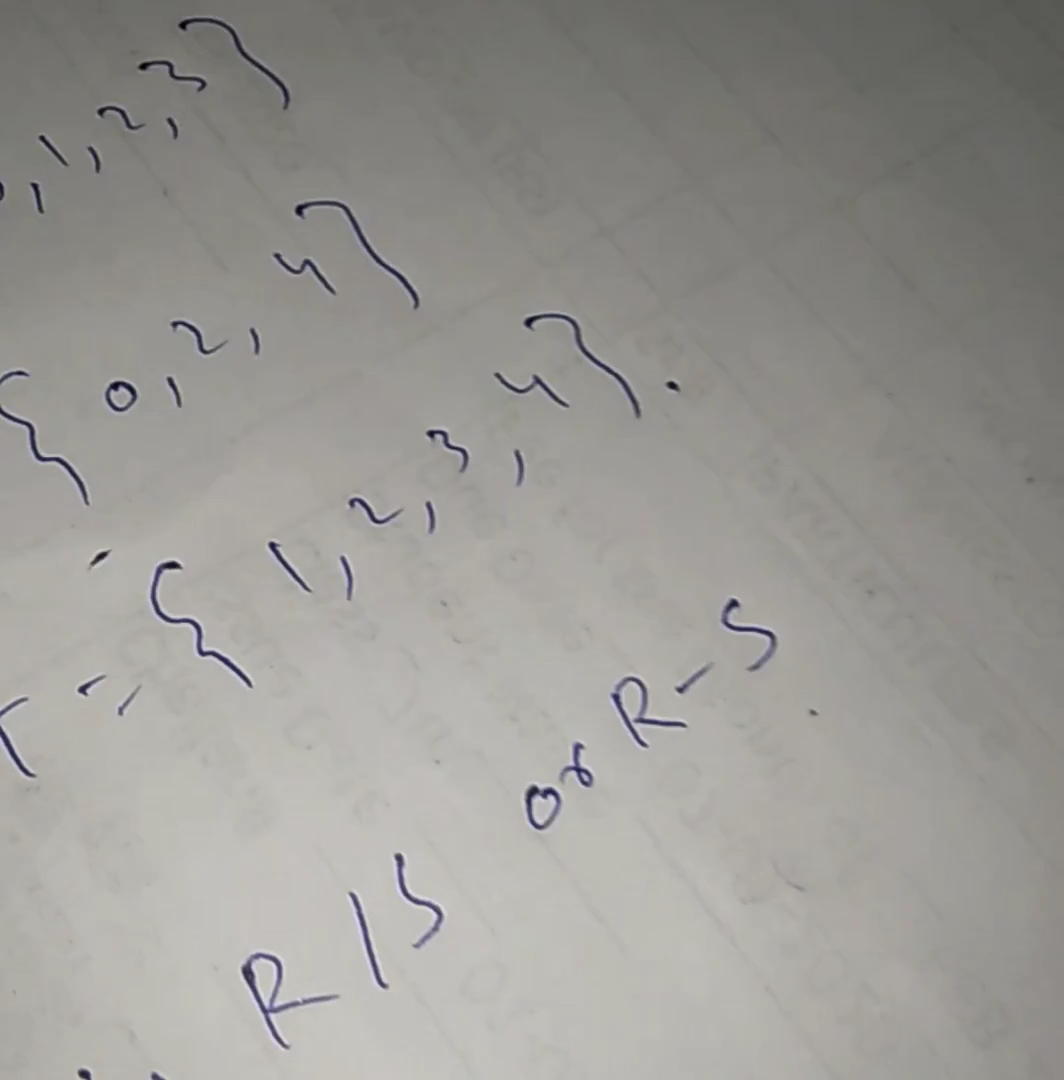 , 1, 2, 3}
{ 0, 2, 4}
T = { 1, 2, 3, 4}.
R / S or R - S